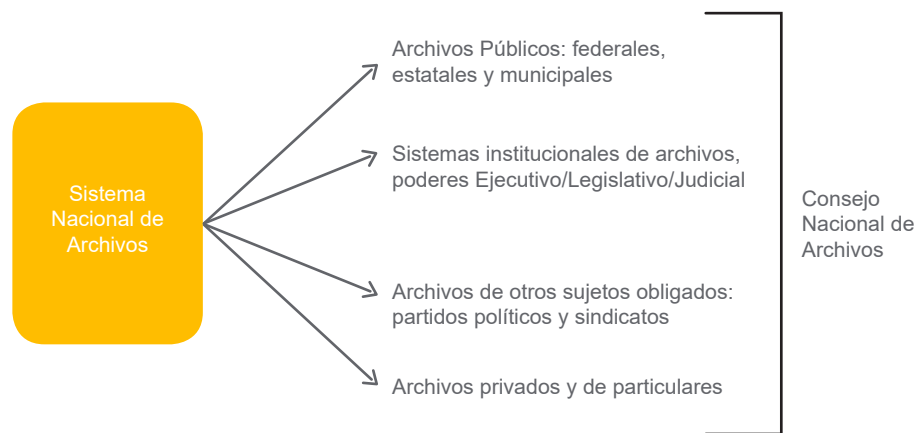 Sistema
Nacional de
Archivos
Archivos Públicos: federales,
estatales y municipales
Sistemas institucionales de archivos,
poderes Ejecutivo/Legislativo/Judicial
Archivos de otros sujetos obligados:
partidos políticos y sindicatos
Archivos privados y de particulares
Consejo
Nacional de
Archivos